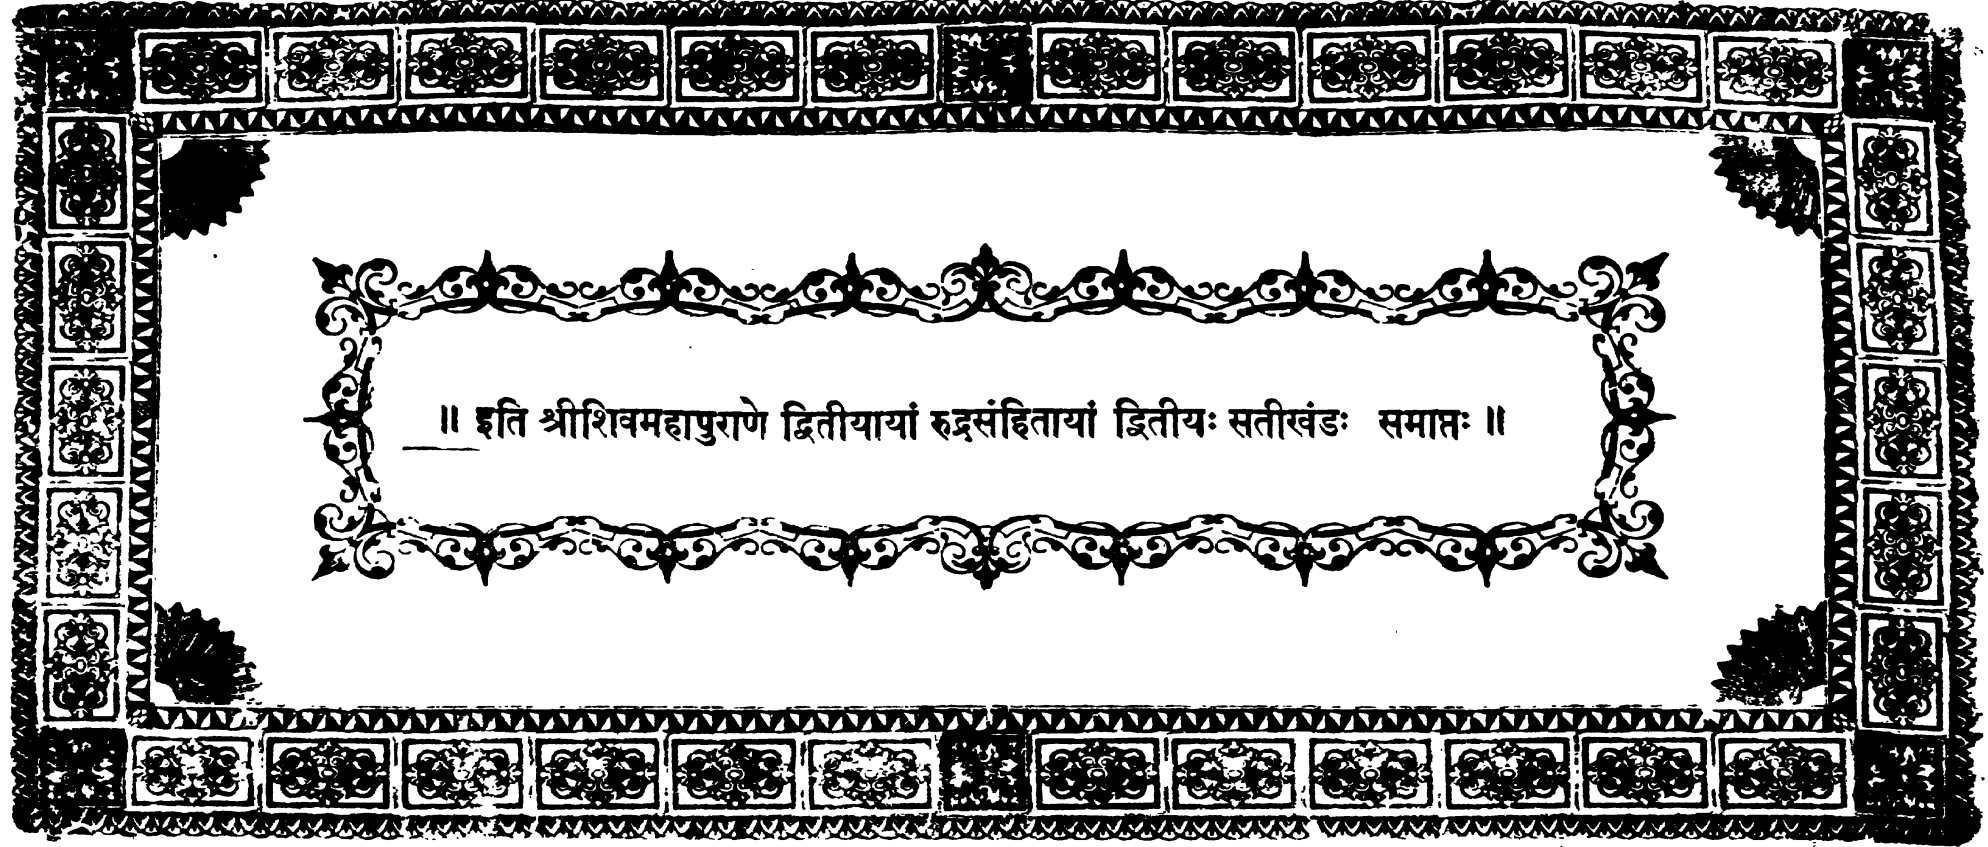 ॥ इति श्रीशिवमहापुराणे द्वितीयायां रुद्रसंहितायां द्वितीयः सतीखंडः समाप्तः ॥